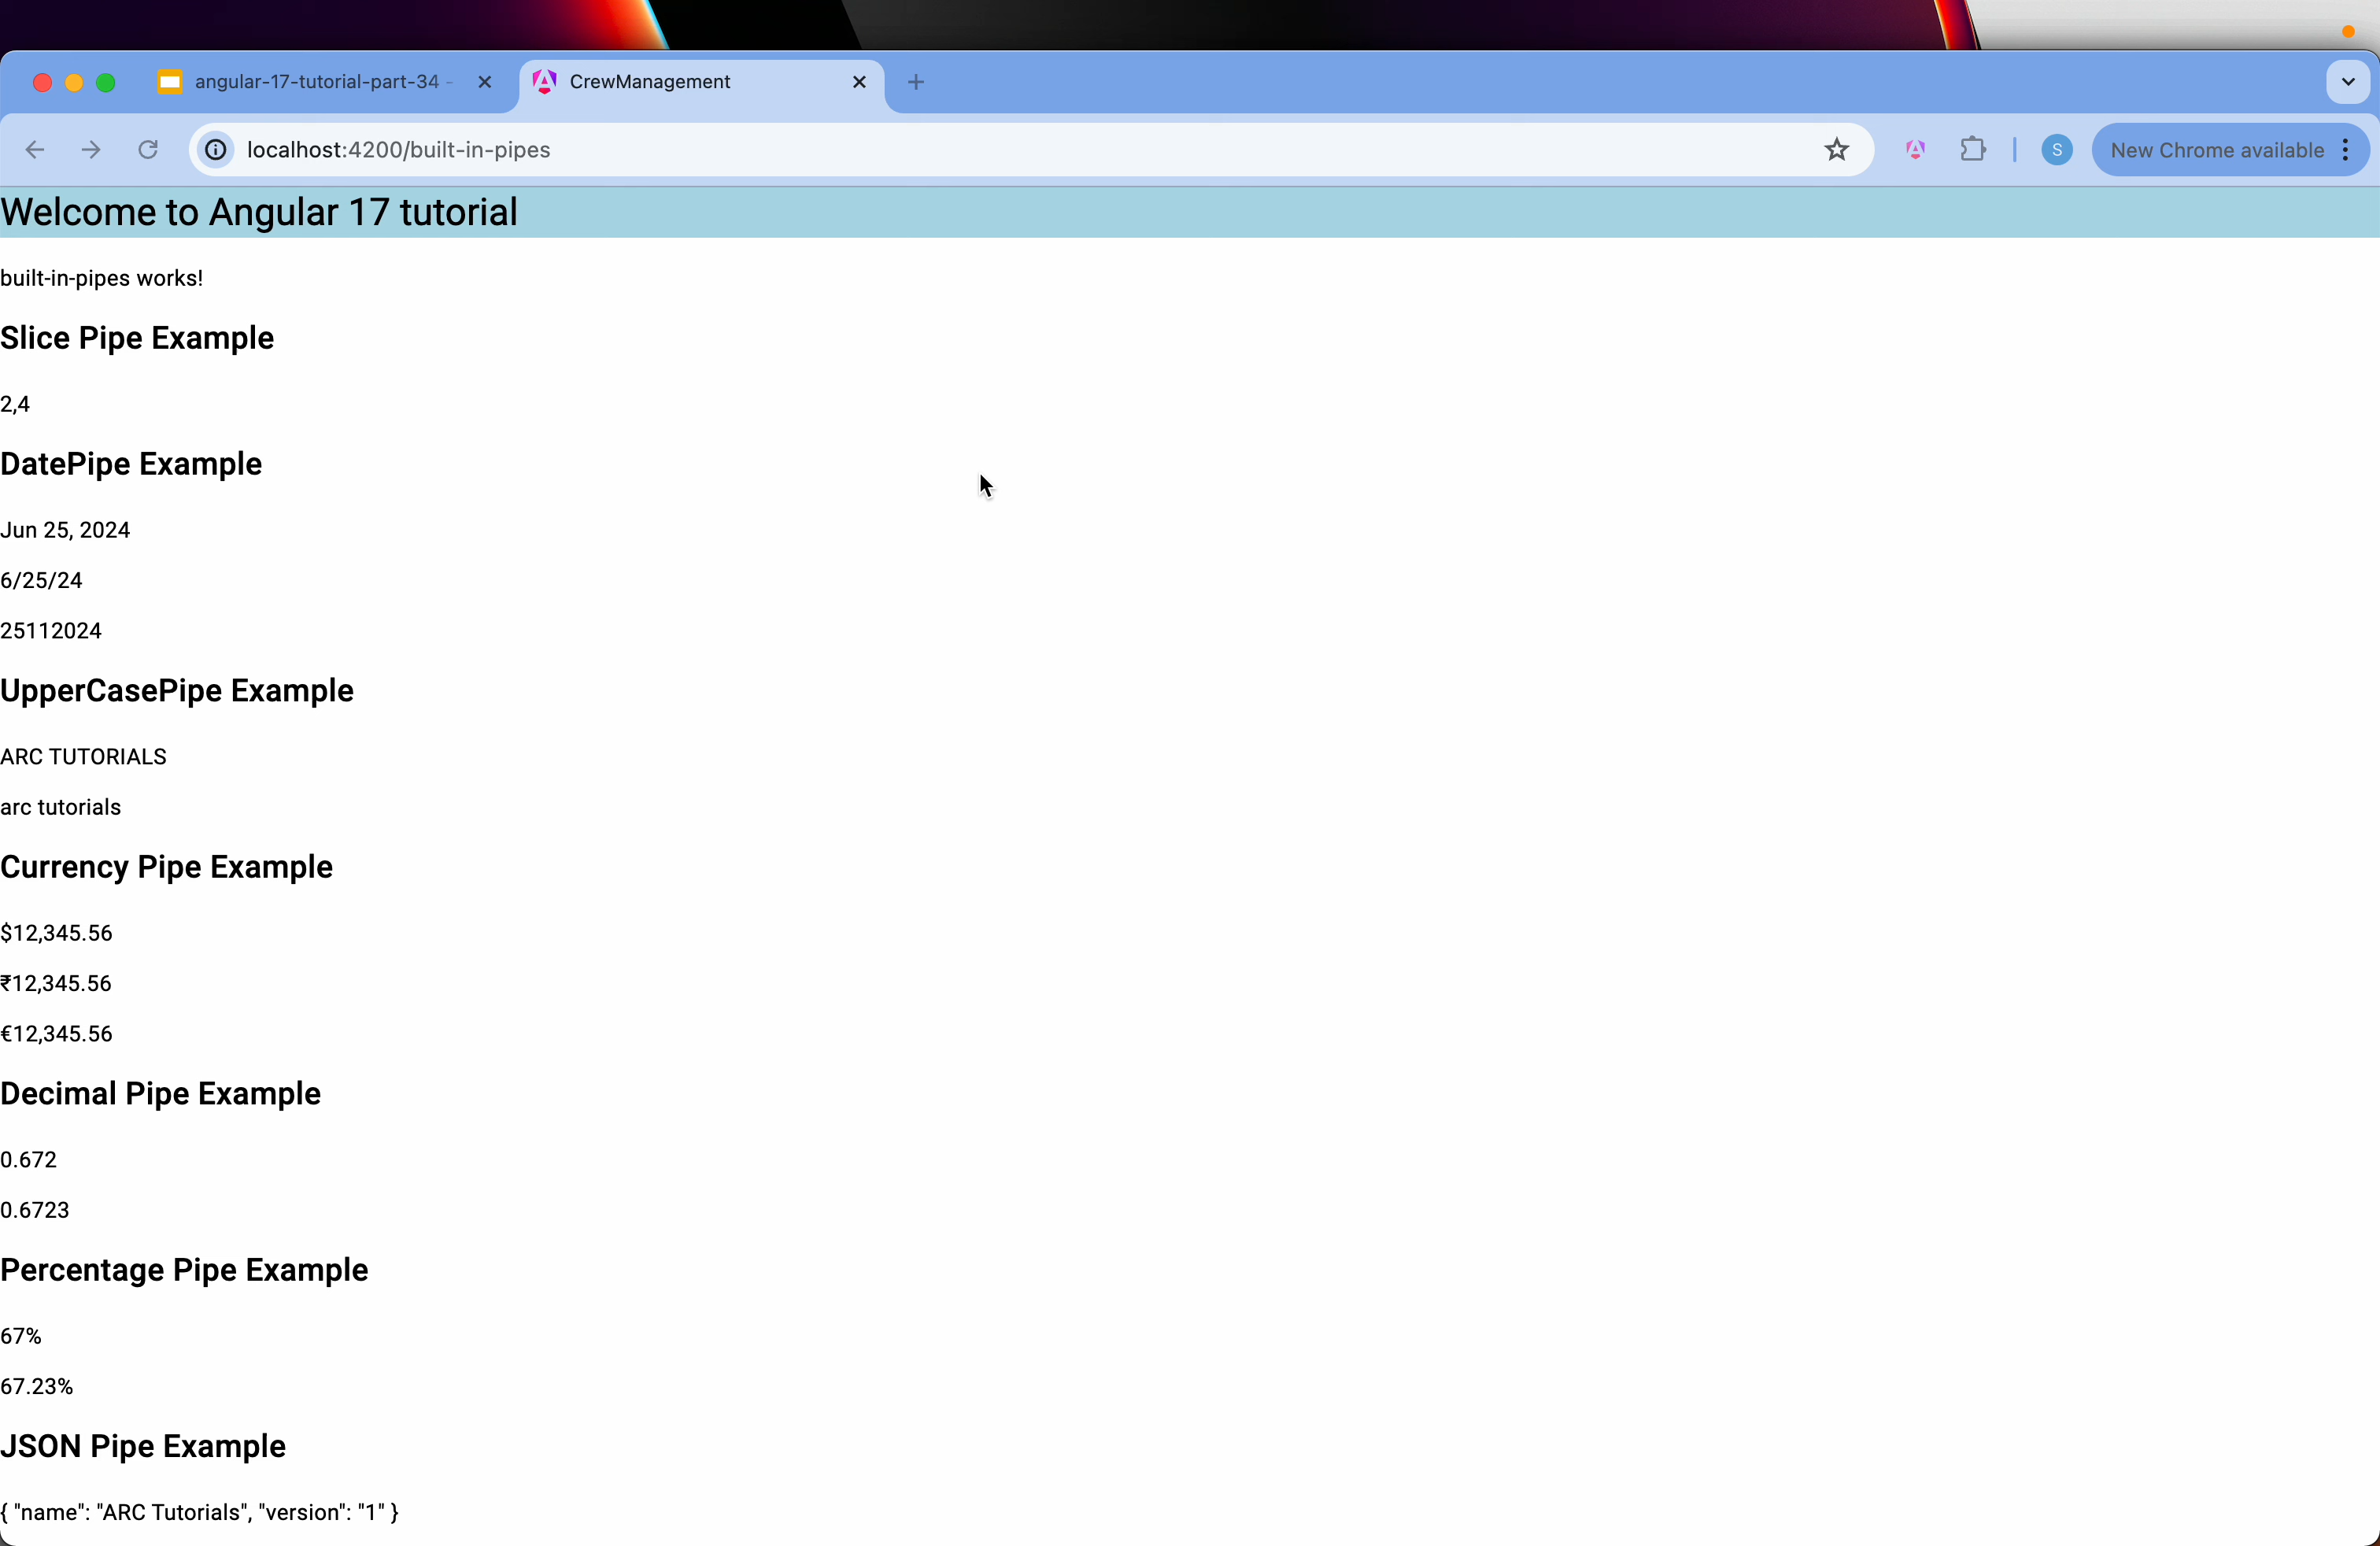 angular-17-tutorial-part-34 -
CrewManagement
localhost:4200/built-in-pipes
S
New Chrome available
Welcome to Angular 17 tutorial
built-in-pipes works!
Slice Pipe Example
2,4
DatePipe Example
Jun 25, 2024
6/25/24
25112024
UpperCasePipe Example
ARC TUTORIALS
arc tutorials
Currency Pipe Example
$12,345.56
₹12,345.56
€12,345.56
Decimal Pipe Example
0.672
0.6723
Percentage Pipe Example
67%
67.23%
JSON Pipe Example
{ "name": "ARC Tutorials", "version": "1" }